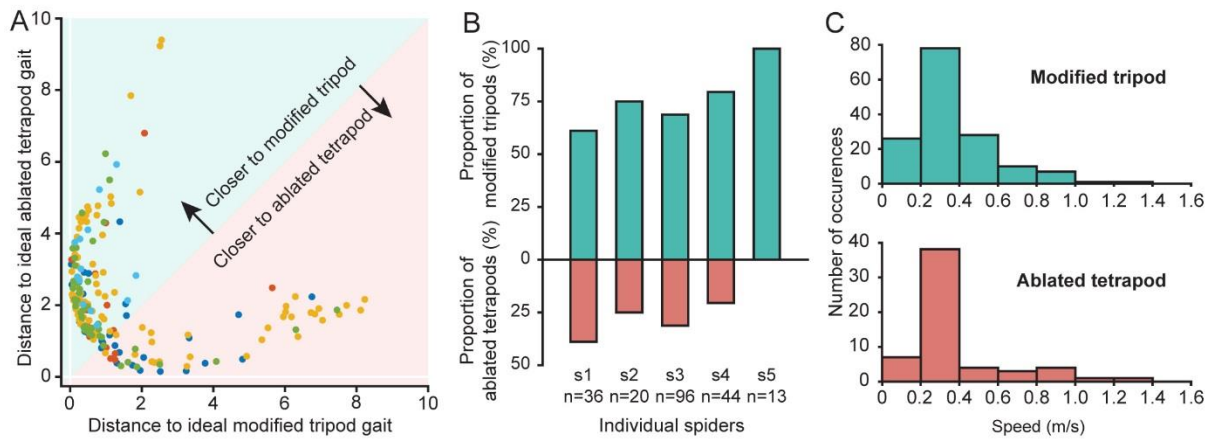 A
Distance to ideal ablated tetrapod gait
10
8
6
4
2
0
Closer to modified tripod
Closer to ablated tetrapod
0 2 4 6 8 10
Distance to ideal modified tripod gait
B
Proportion of
modified tripods (%)
Proportion of
ablated tetrapods (%)
100
75
50
25
0
25
50
s1 s2 s3 s4 s5
n=36 n=20 n=96 n=44 n=13
Individual spiders
C
Number of occurences
80
60
40
20
0
Modified tripod
0 0.2 0.4 0.6 0.8 1.0 1.2 1.4 1.6
40
30
20
10
0
Ablated tetrapod
0 0.2 0.4 0.6 0.8 1.0 1.2 1.4 1.6
Speed (m/s)